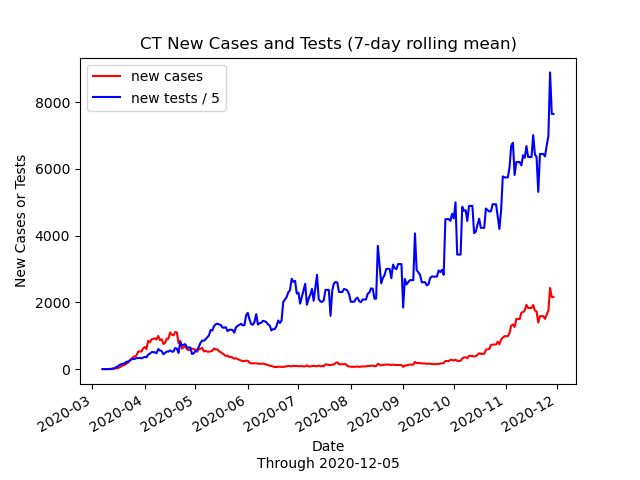 CT New Cases and Tests (7-day rolling mean)
new cases
new tests / 5
8000
6000
4000
2000
0
New Cases or Tests
2020-03
2020-04
2020-05
2020-06
2020-07
2020-08
2020-09
2020-10
2020-11
2020-12
Date
Through 2020-12-05